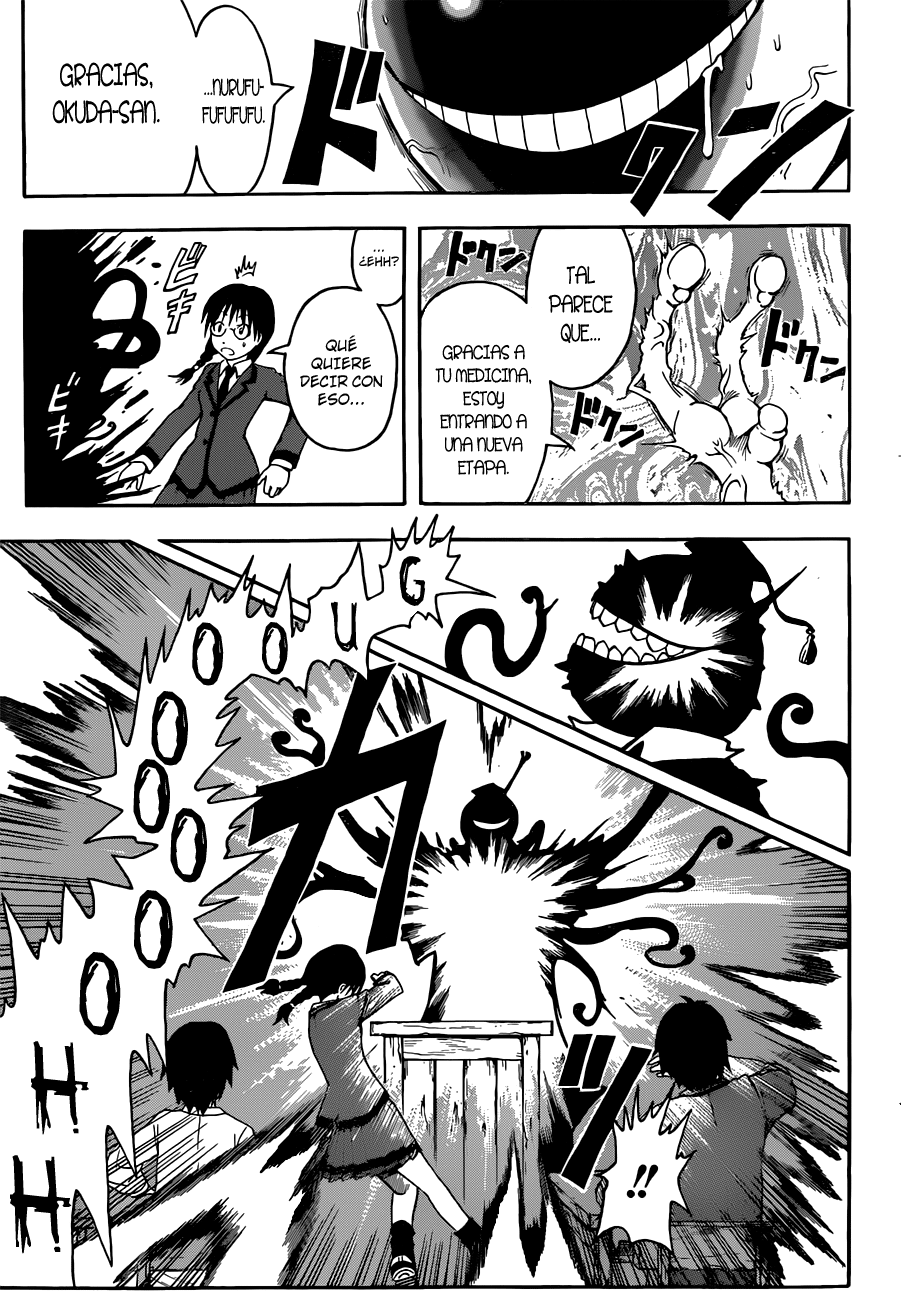 ...NURUFU-
FUFUFUFU.
GRACIAS,
OKUDA-SAN.
ドクン
TAL
PARECE
QUE...
GRACIAS A
TU MEDICINA,
ESTOY
ENTRANDO A
UNA NUEVA
ETAPA.
ドクン
ドクン
ドクン
...
¿EHH?
QUÉ
QUIERE
DECIR CON
ESO...
ビキ
ビキ
GUOOOOOOOOHH!!
カッ
!!